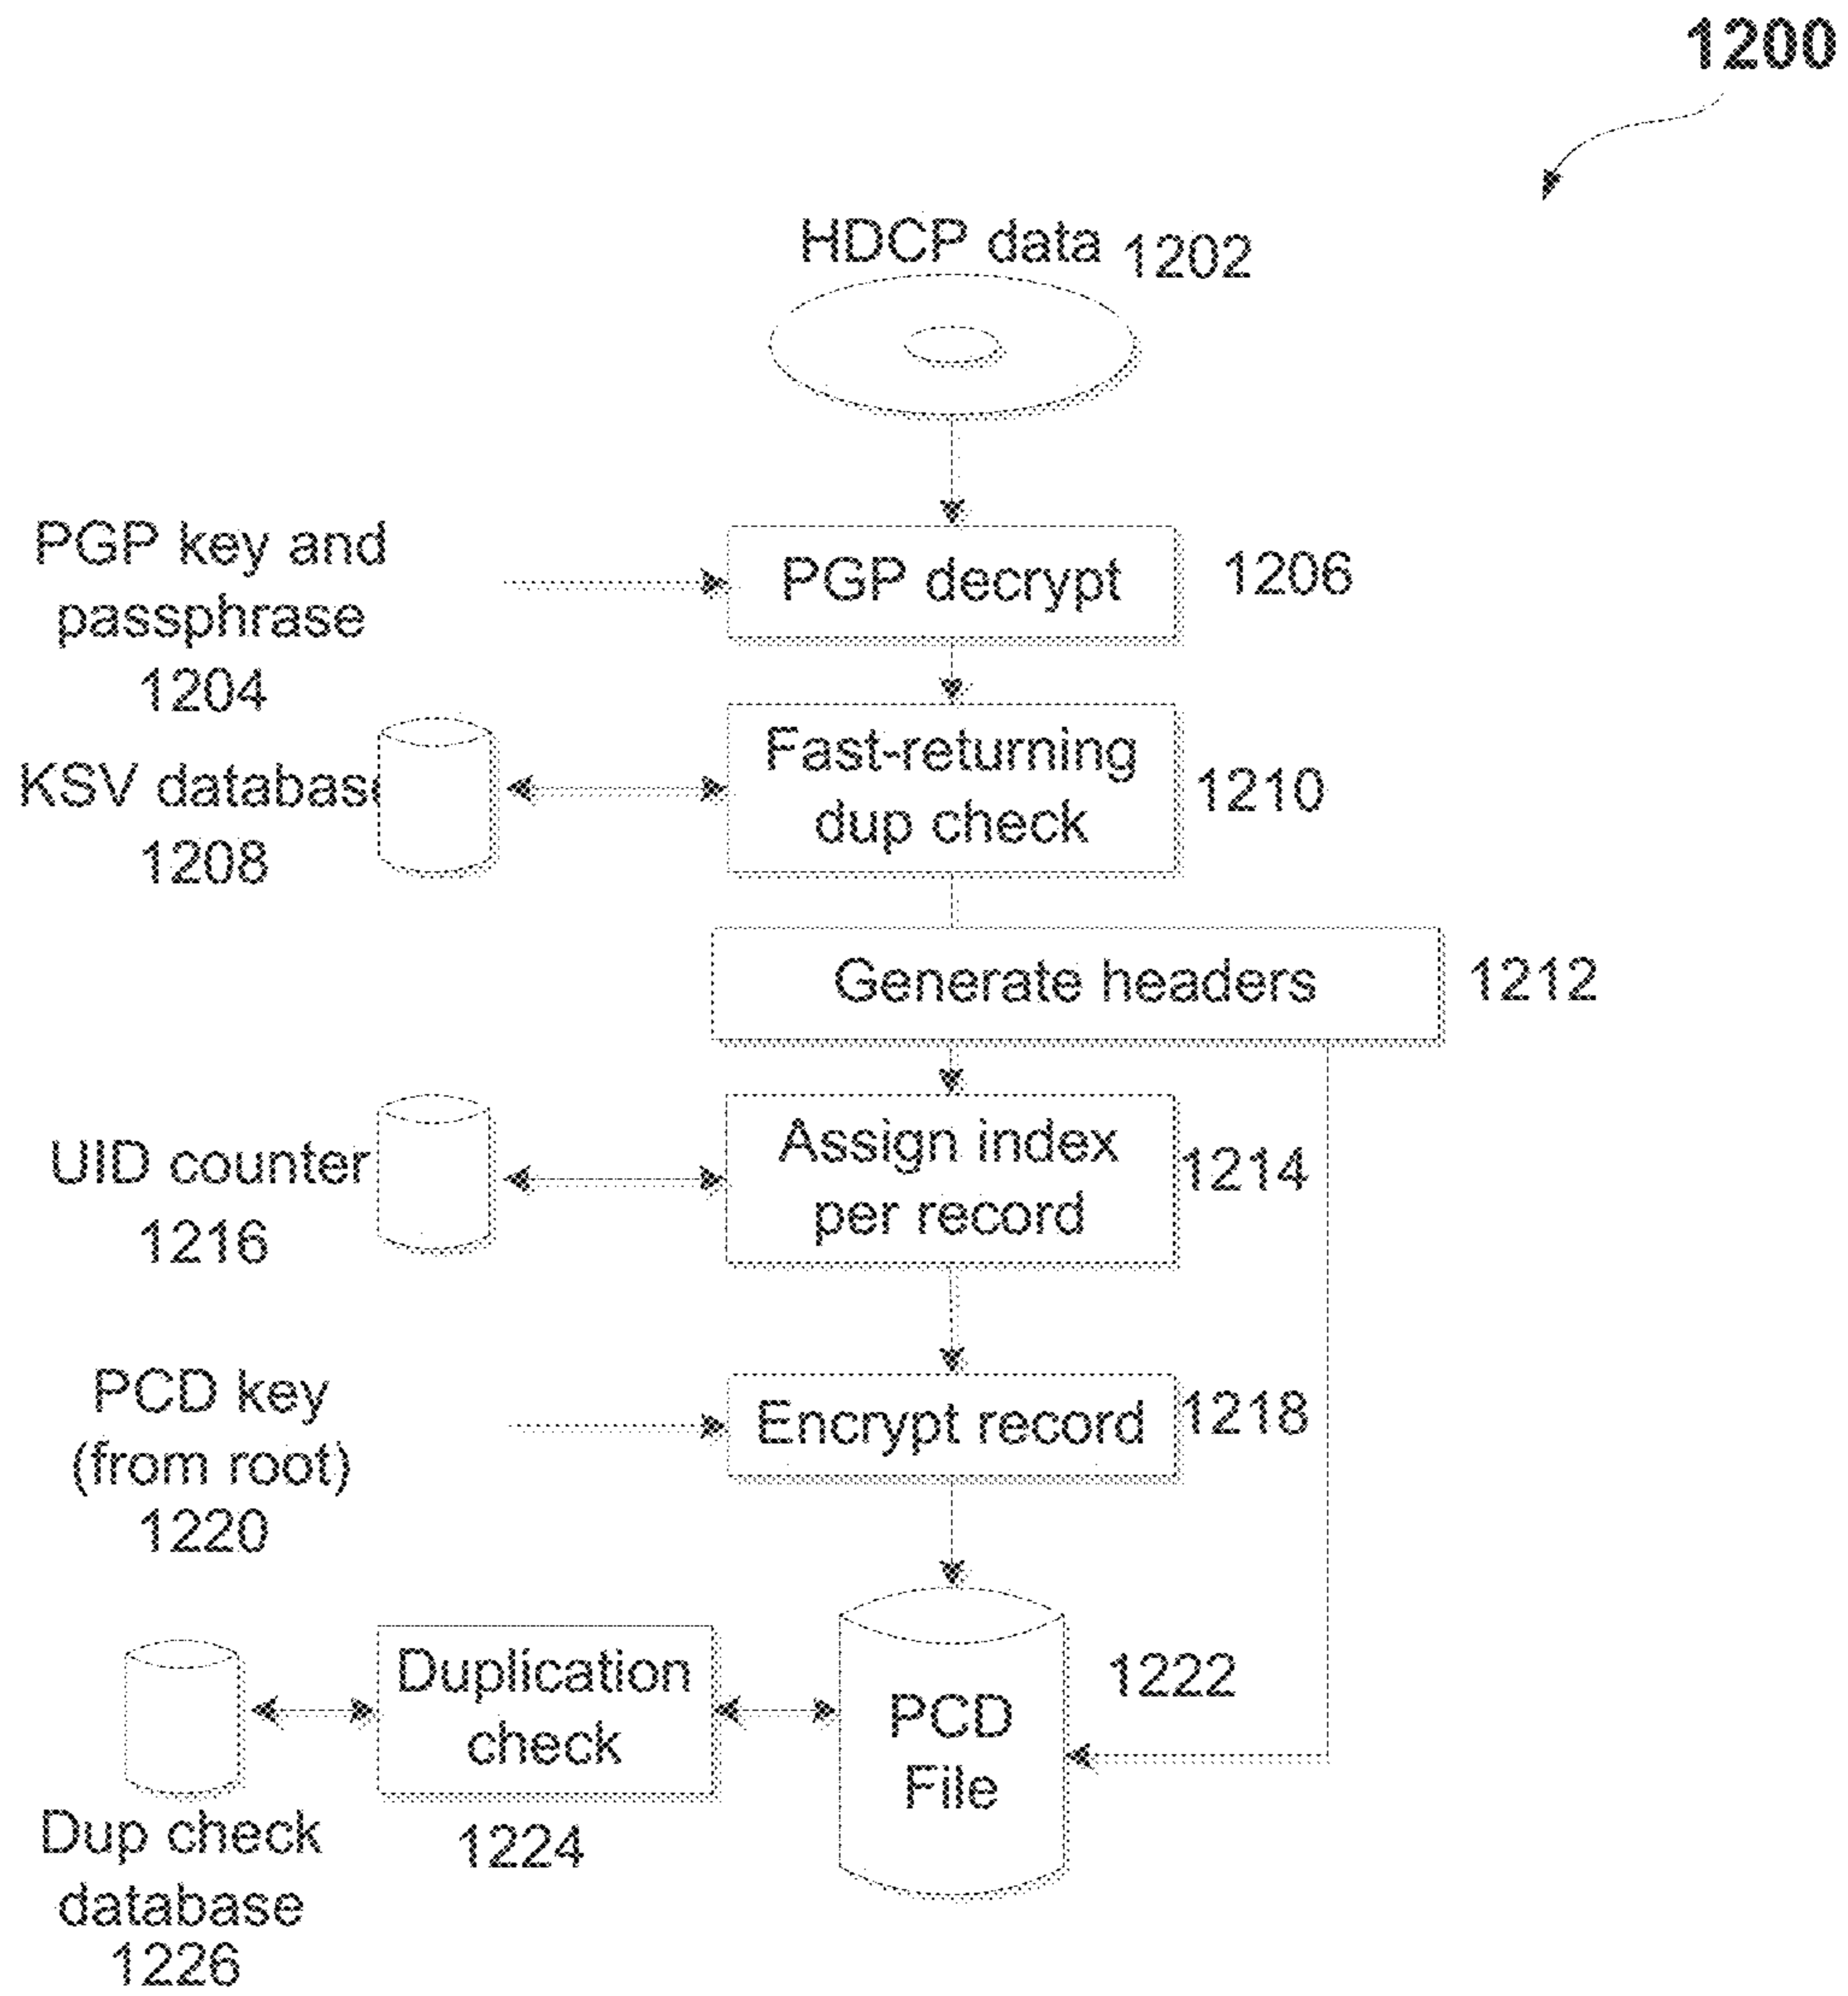 1200
HDCP data 1202
PGP key and
passphrase
1204
PGP decrypt
1206
KSV database
1208
Fast-returning
dup check
1210
Generate headers
1212
UID counter
1216
Assign index
per record
1214
PCD key
(from root)
1220
Encrypt record
1218
Duplication
check
1224
PCD
File
1222
Dup check
database
1226